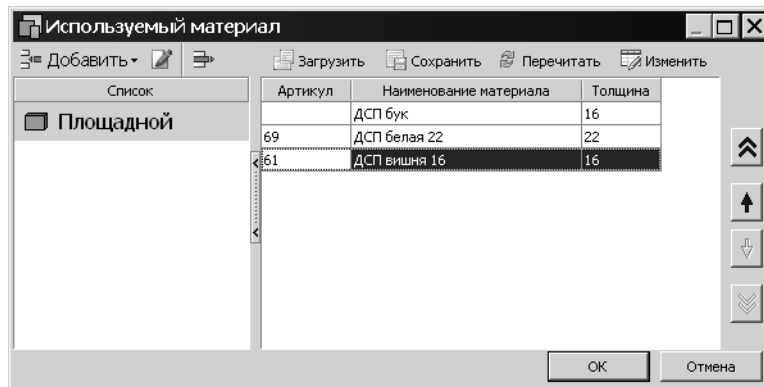 Используемый материал
Добавить Загрузить Сохранить Перечитать Изменить
Список Артикул Наименование материала Толщина
Площадной
ДСП бук 16
69 ДСП белая 22 22
61 ДСП вишня 16 16
OK Отмена